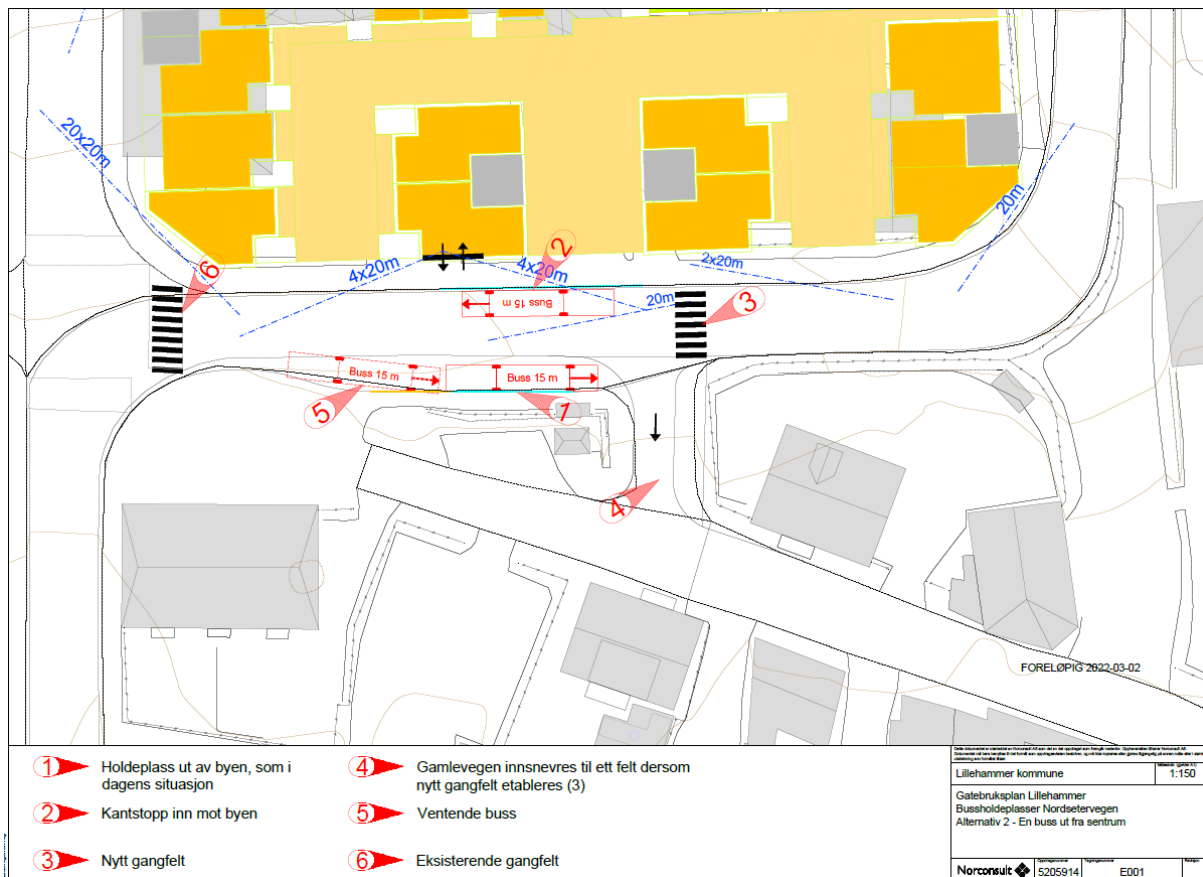 20x20m
20m
2
6
4x20m
4x20m
2x20m
20m
3
Buss 15 m
Buss 15 m
Buss 15 m
5
1
4
FORELØPIG 2022-03-02
1 Holdeplass ut av byen, som i
dagens situasjon
2 Kantstopp inn mot byen
3 Nytt gangfelt
4 Gamlevegen innsnevres til ett felt dersom
nytt gangfelt etableres (3)
5 Ventende buss
6 Eksisterende gangfelt
Lillehammer kommune
1:150
Gatebruksplan Lillehammer
Bussholdeplasser Nordsetervegen
Alternativ 2 - En buss ut fra sentrum
Norconsult
Oppdragsnummer
5205914
Tegningsnummer
E001
Revisjon